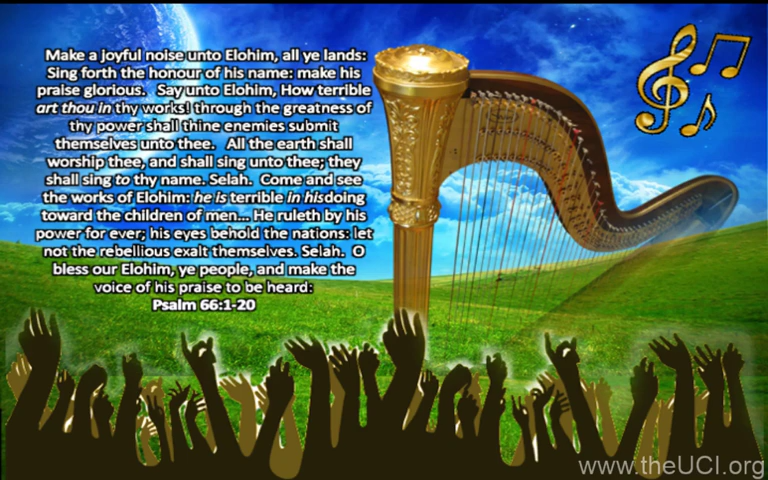 Make a joyful noise unto Elohim, all ye lands:
Sing forth the honour of his name: make his
praise glorious. Say unto Elohim, How terrible
art thou in thy works! through the greatness of
thy power shall thine enemies submit
themselves unto thee. All the earth shall
worship thee, and shall sing unto thee; they
shall sing to thy name. Selah. Come and see
the works of Elohim: he is terrible in hisdoing
toward the children of men... He ruleth by his
power for ever; his eyes behold the nations: let
not the rebellious exalt themselves. Selah. O
bless our Elohim, ye people, and make the
voice of his praise to be heard:
Psalm 66:1-20
www.theUCI.org